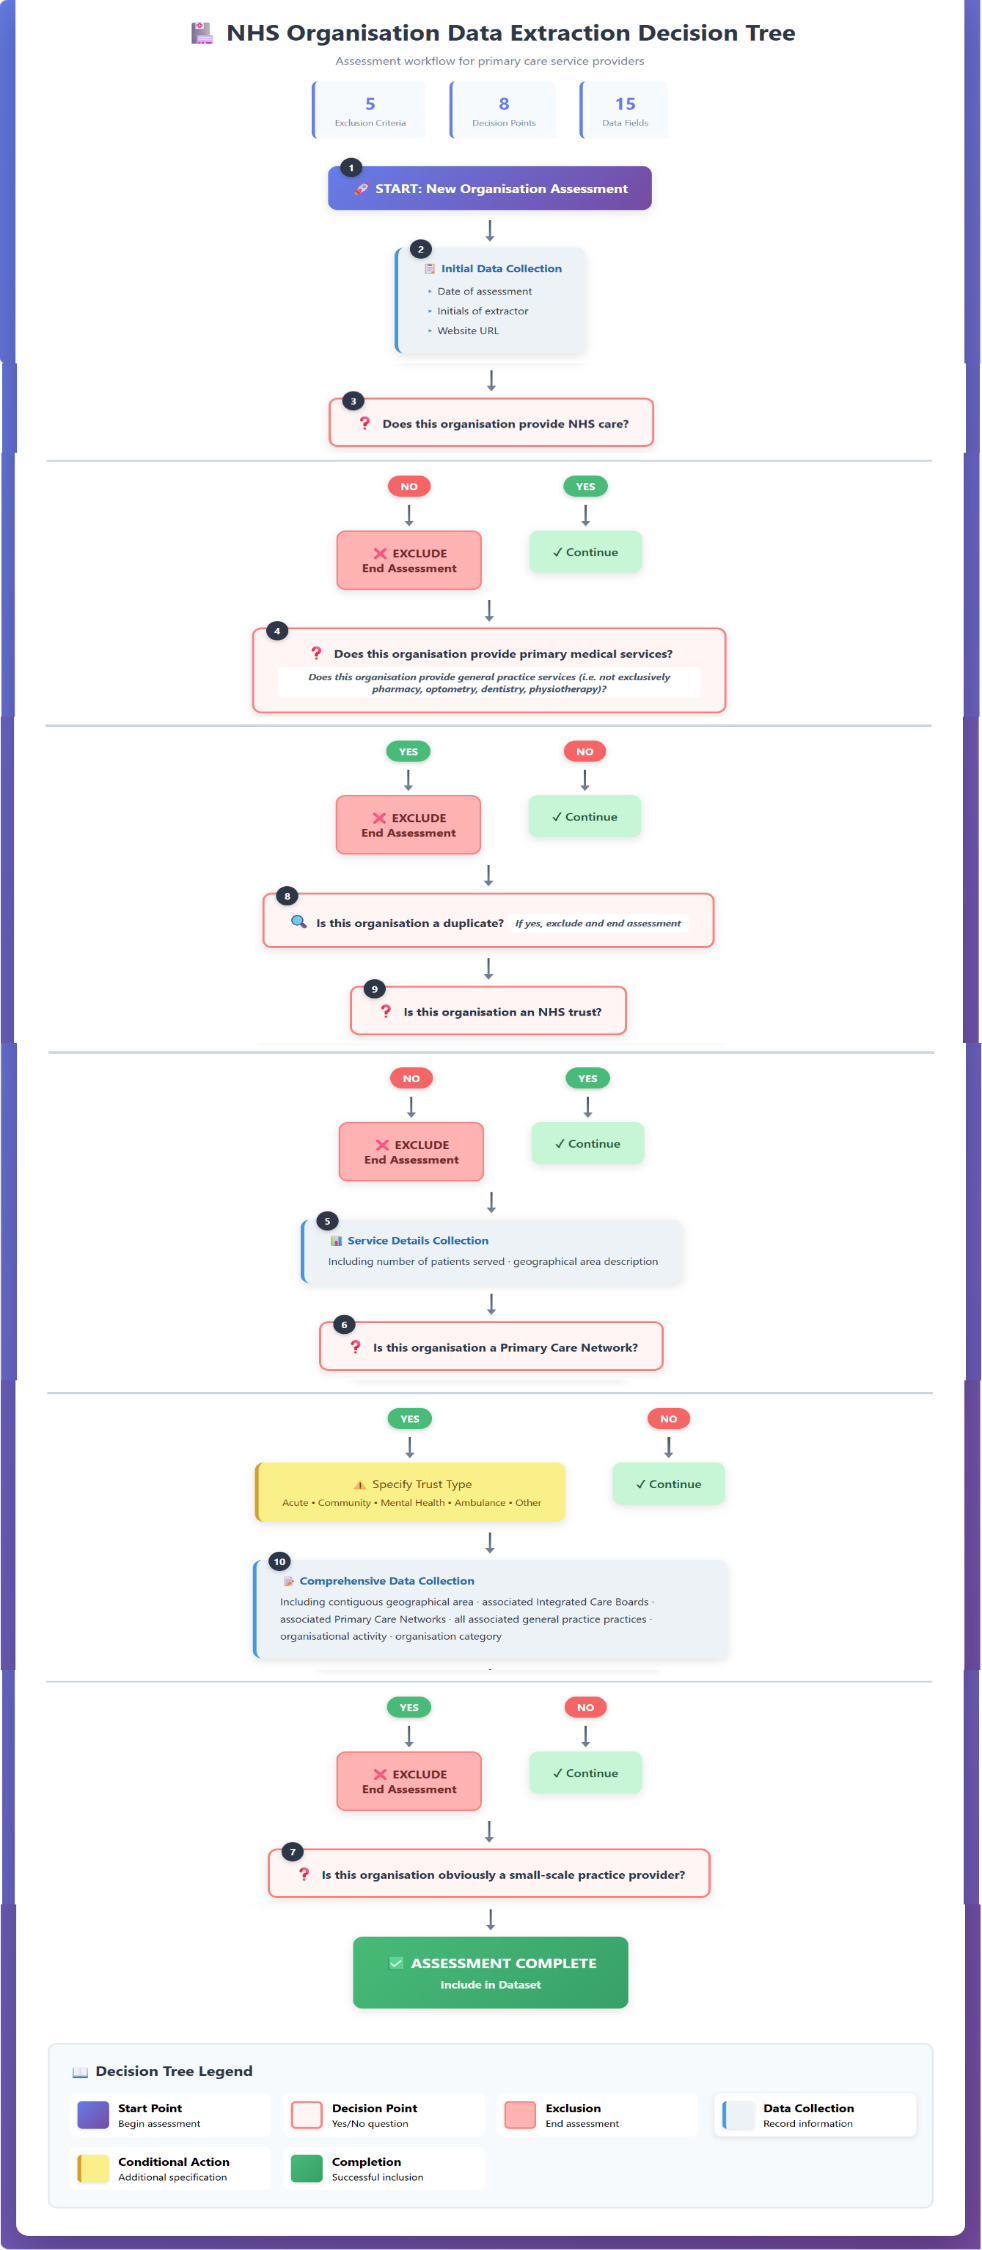 NHS Organisation Data Extraction Decision Tree
Assessment workflow for primary care service providers
5
Exclusion Criteria
8
Decision Points
15
Data Fields
1
START: New Organisation Assessment
2
Initial Data Collection
Date of assessment
Initials of extractor
Website URL
3
❓ Does this organisation provide NHS care?
NO
YES
❌ EXCLUDE
End Assessment
✓ Continue
4
❓ Does this organisation provide primary medical services?
Does this organisation provide general practice services (i.e. not exclusively
pharmacy, optometry, dentistry, physiotherapy)?
YES
NO
❌ EXCLUDE
End Assessment
✓ Continue
8
Is this organisation a duplicate? If yes, exclude and end assessment
9
❓ Is this organisation an NHS trust?
NO
YES
❌ EXCLUDE
End Assessment
✓ Continue
5
Service Details Collection
Including number of patients served · geographical area description
6
❓ Is this organisation a Primary Care Network?
YES
NO
⚠️ Specify Trust Type
Acute • Community • Mental Health • Ambulance • Other
✓ Continue
10
Comprehensive Data Collection
Including contiguous geographical area · associated Integrated Care Boards ·
associated Primary Care Networks · all associated general practice practices ·
organisational activity · organisation category
YES
NO
❌ EXCLUDE
End Assessment
✓ Continue
7
❓ Is this organisation obviously a small-scale practice provider?
✅ ASSESSMENT COMPLETE
Include in Dataset
Decision Tree Legend
Start Point
Begin assessment
Decision Point
Yes/No question
Exclusion
End assessment
Data Collection
Record information
Conditional Action
Additional specification
Completion
Successful inclusion